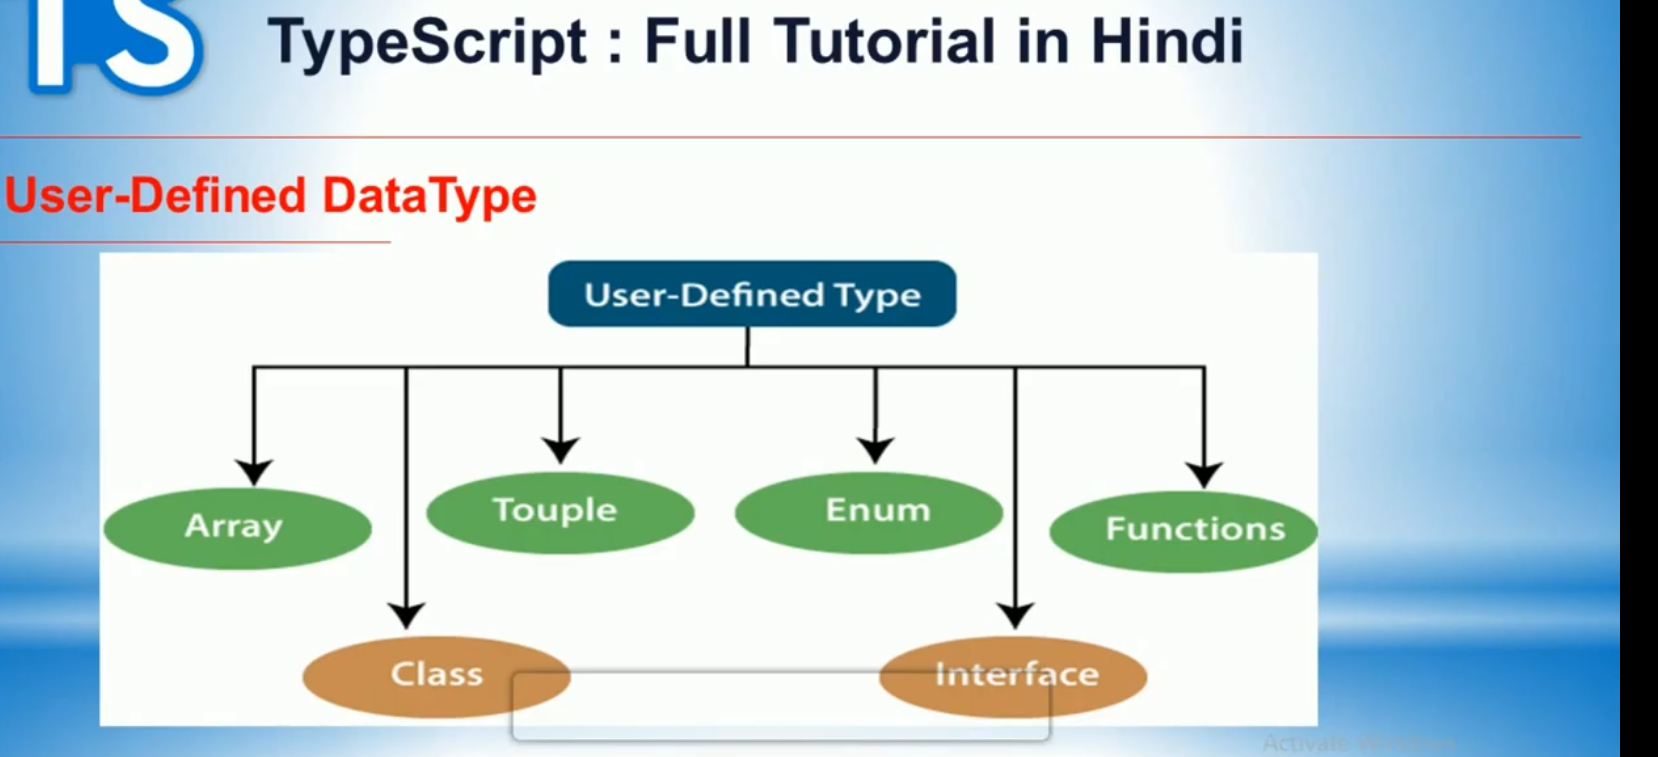 TS
TypeScript : Full Tutorial in Hindi
User-Defined DataType
User-Defined Type
Array
Touple
Enum
Functions
Class
Interface
Activate Windows